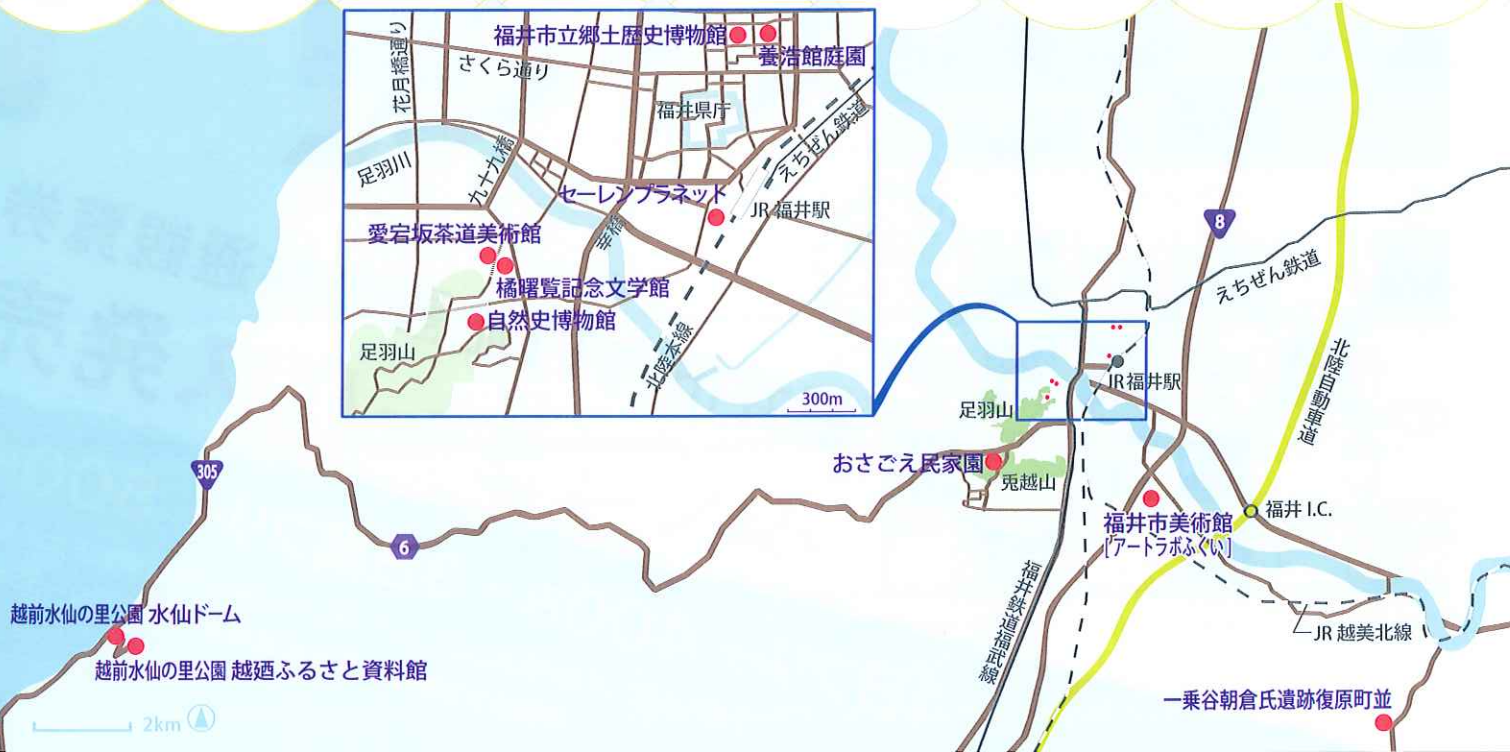 福井市立郷土歴史博物館
養浩館庭園
花月橋通り
さくら通り
福井県庁
えちぜん鉄道
足羽川
九十九橋
セーレンプラネット
JR 福井駅
幸橋
愛宕坂茶道美術館
橘曙覧記念文学館
自然史博物館
足羽山
北陸本線
300m
8
えちぜん鉄道
北陸自動車道
JR 福井駅
足羽山
おさごえ民家園
兎越山
福井市美術館
[アートラボふくい]
福井 I.C.
305
6
福井鉄道福武線
越前水仙の里公園 水仙ドーム
越前水仙の里公園 越廼ふるさと資料館
JR 越美北線
一乗谷朝倉氏遺跡復原町並
2km